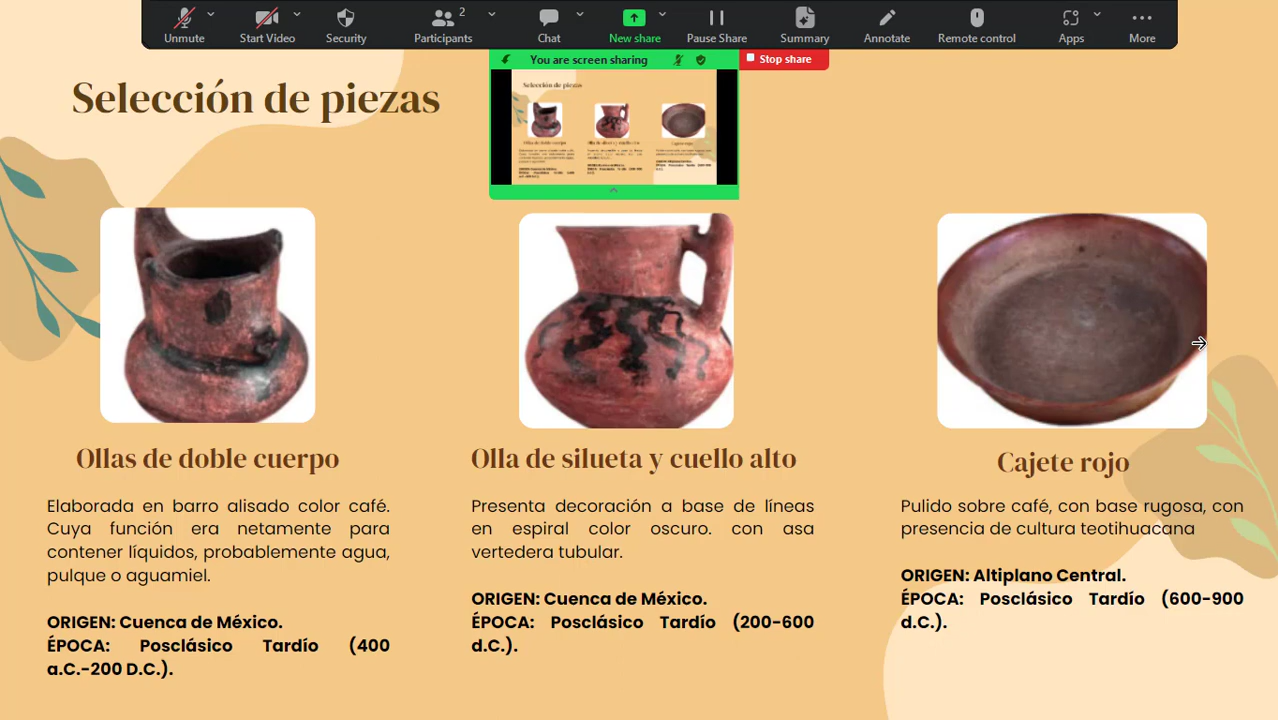 Unmute
Start Video
Security
Participants
2
Chat
New share
Pause Share
Summary
Annotate
Remote control
Apps
More
You are screen sharing
Stop share
Selección de piezas
Selección de piezas
Ollas de doble cuerpo
Elaborada en barro alisado color café.
Cuya función era netamente para
contener líquidos, probablemente agua,
pulque o aguamiel.
ORIGEN: Cuenca de México.
ÉPOCA: Posclásico Tardío (400
a.C.-200 D.C.).
Olla de silueta y cuello alto
Presenta decoración a base de líneas
en espiral color oscuro. con asa
vertedera tubular.
ORIGEN: Cuenca de México.
ÉPOCA: Posclásico Tardío (200-600
d.C.).
Cajete rojo
Pulido sobre café, con base rugosa, con
presencia de cultura teotihuacana
ORIGEN: Altiplano Central.
ÉPOCA: Posclásico Tardío (600-900
d.C.).